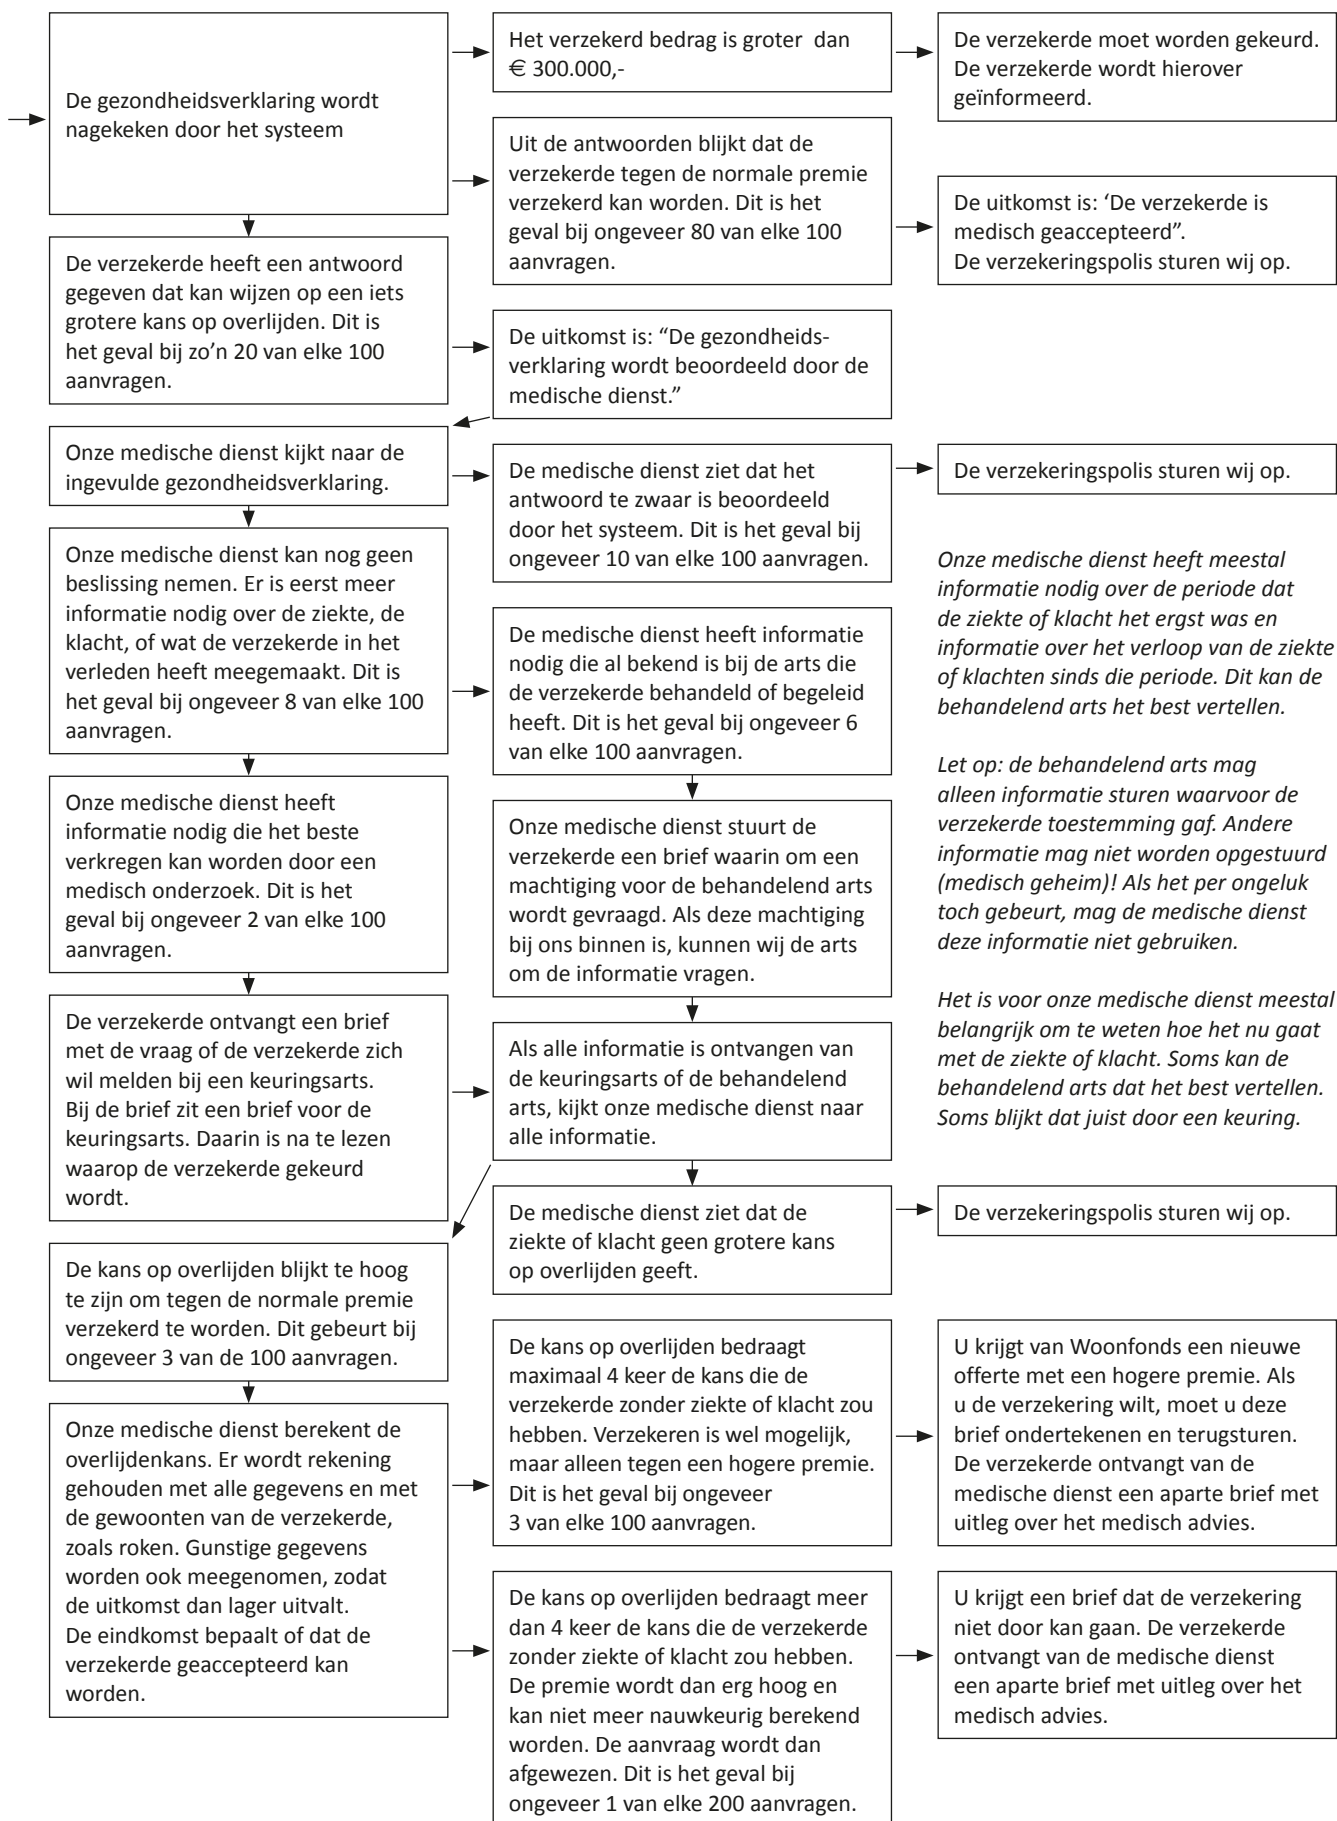 De gezondheidsverklaring wordt
nagekeken door het systeem
Het verzekerd bedrag is groter dan
€ 300.000,-
De verzekerde moet worden gekeurd.
De verzekerde wordt hierover
geïnformeerd.
Uit de antwoorden blijkt dat de
verzekerde tegen de normale premie
verzekerd kan worden. Dit is het
geval bij ongeveer 80 van elke 100
aanvragen.
De uitkomst is: ‘De verzekerde is
medisch geaccepteerd”.
De verzekeringspolis sturen wij op.
De verzekerde heeft een antwoord
gegeven dat kan wijzen op een iets
grotere kans op overlijden. Dit is
het geval bij zo’n 20 van elke 100
aanvragen.
De uitkomst is: “De gezondheids-
verklaring wordt beoordeeld door de
medische dienst.”
Onze medische dienst kijkt naar de
ingevulde gezondheidsverklaring.
De medische dienst ziet dat het
antwoord te zwaar is beoordeeld
door het systeem. Dit is het geval bij
ongeveer 10 van elke 100 aanvragen.
De verzekeringspolis sturen wij op.
Onze medische dienst kan nog geen
beslissing nemen. Er is eerst meer
informatie nodig over de ziekte, de
klacht, of wat de verzekerde in het
verleden heeft meegemaakt. Dit is
het geval bij ongeveer 8 van elke 100
aanvragen.
De medische dienst heeft informatie
nodig die al bekend is bij de arts die
de verzekerde behandeld of begeleid
heeft. Dit is het geval bij ongeveer 6
van elke 100 aanvragen.
Onze medische dienst heeft meestal
informatie nodig over de periode dat
de ziekte of klacht het ergst was en
informatie over het verloop van de ziekte
of klachten sinds die periode. Dit kan de
behandelend arts het best vertellen.
Let op: de behandelend arts mag
alleen informatie sturen waarvoor de
verzekerde toestemming gaf. Andere
informatie mag niet worden opgestuurd
(medisch geheim)! Als het per ongeluk
toch gebeurt, mag de medische dienst
deze informatie niet gebruiken.
Het is voor onze medische dienst meestal
belangrijk om te weten hoe het nu gaat
met de ziekte of klacht. Soms kan de
behandelend arts dat het best vertellen.
Soms blijkt dat juist door een keuring.
Onze medische dienst heeft
informatie nodig die het beste
verkregen kan worden door een
medisch onderzoek. Dit is het
geval bij ongeveer 2 van elke 100
aanvragen.
Onze medische dienst stuurt de
verzekerde een brief waarin om een
machtiging voor de behandelend arts
wordt gevraagd. Als deze machtiging
bij ons binnen is, kunnen wij de arts
om de informatie vragen.
De verzekerde ontvangt een brief
met de vraag of de verzekerde zich
wil melden bij een keuringsarts.
Bij de brief zit een brief voor de
keuringsarts. Daarin is na te lezen
waarop de verzekerde gekeurd
wordt.
Als alle informatie is ontvangen van
de keuringsarts of de behandelend
arts, kijkt onze medische dienst naar
alle informatie.
De medische dienst ziet dat de
ziekte of klacht geen grotere kans
op overlijden geeft.
De verzekeringspolis sturen wij op.
De kans op overlijden blijkt te hoog
te zijn om tegen de normale premie
verzekerd te worden. Dit gebeurt bij
ongeveer 3 van de 100 aanvragen.
Onze medische dienst berekent de
overlijdenkans. Er wordt rekening
gehouden met alle gegevens en met
de gewoonten van de verzekerde,
zoals roken. Gunstige gegevens
worden ook meegenomen, zodat
de uitkomst dan lager uitvalt.
De eindkomst bepaalt of dat de
verzekerde geaccepteerd kan
worden.
De kans op overlijden bedraagt
maximaal 4 keer de kans die de
verzekerde zonder ziekte of klacht zou
hebben. Verzekeren is wel mogelijk,
maar alleen tegen een hogere premie.
Dit is het geval bij ongeveer
3 van elke 100 aanvragen.
U krijgt van Woonfonds een nieuwe
offerte met een hogere premie. Als
u de verzekering wilt, moet u deze
brief ondertekenen en terugsturen.
De verzekerde ontvangt van de
medische dienst een aparte brief met
uitleg over het medisch advies.
De kans op overlijden bedraagt meer
dan 4 keer de kans die de verzekerde
zonder ziekte of klacht zou hebben.
De premie wordt dan erg hoog en
kan niet meer nauwkeurig berekend
worden. De aanvraag wordt dan
afgewezen. Dit is het geval bij
ongeveer 1 van elke 200 aanvragen.
U krijgt een brief dat de verzekering
niet door kan gaan. De verzekerde
ontvangt van de medische dienst
een aparte brief met uitleg over het
medisch advies.